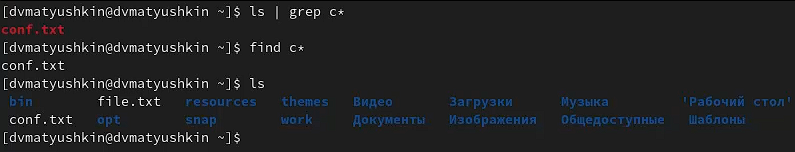 [dvmatyushkin@dvmatyushkin ~]$ ls | grep c*
conf.txt
[dvmatyushkin@dvmatyushkin ~]$ find c*
conf.txt
[dvmatyushkin@dvmatyushkin ~]$ ls
bin file.txt resources themes Видео Загрузки Музыка 'Рабочий стол'
conf.txt opt snap work Документы Изображения Общедоступные Шаблоны
[dvmatyushkin@dvmatyushkin ~]$